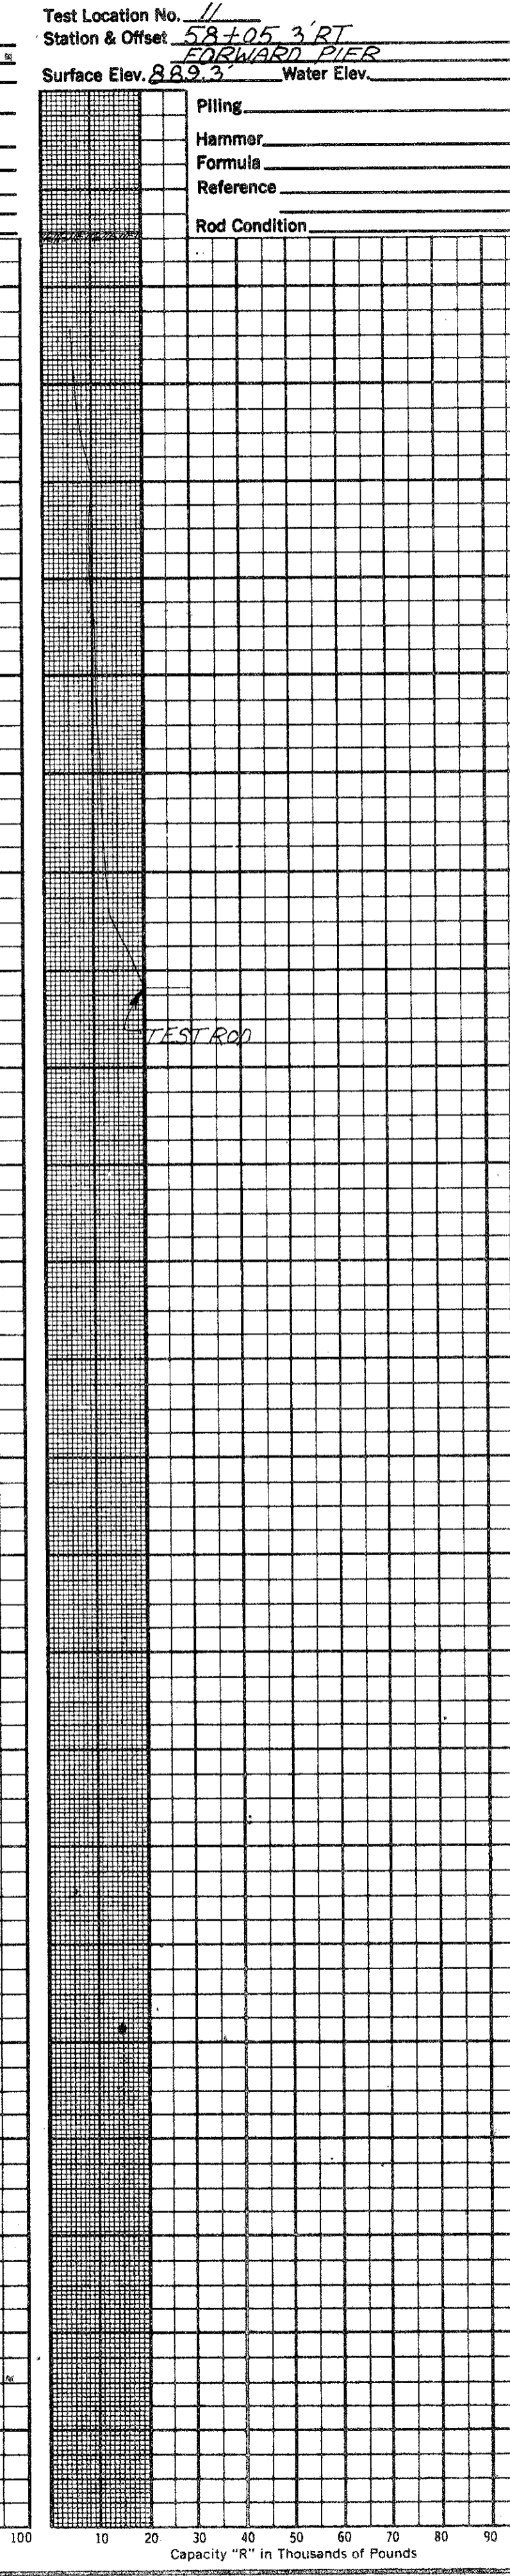 Test Location No. 11
Station & Offset 58+05 3'RT
FORWARD PIER
Surface Elev. 889.3' Water Elev.
Piling
Hammer
Formula
Reference
Rod Condition
TEST ROD
100 10 20 30 40 50 60 70 80 90
Capacity "R" in Thousands of Pounds